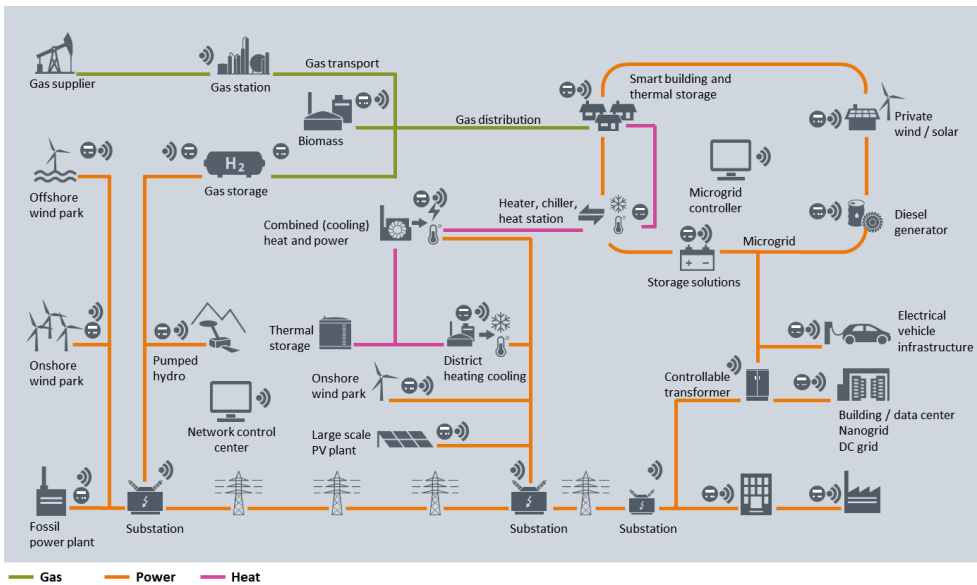 Gas supplier
Gas station
Gas transport
Smart building and
thermal storage
Private
wind / solar
Biomass
Gas distribution
H2
Gas storage
Offshore
wind park
Microgrid
controller
Combined (cooling)
heat and power
Heater, chiller,
heat station
Diesel
generator
Microgrid
Storage solutions
Onshore
wind park
Pumped
hydro
Thermal
storage
District
heating cooling
Electrical
vehicle
infrastructure
Controllable
transformer
Onshore
wind park
Network control
center
Large scale
PV plant
Building / data center
Nanogrid
DC grid
Fossil
power plant
Substation
Substation
Substation
Gas
Power
Heat